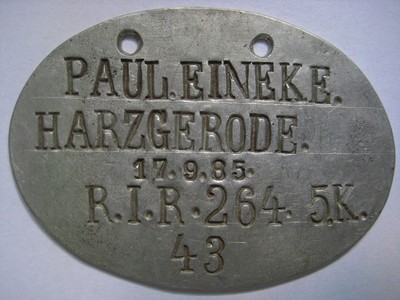 PAUL.EINEKE.
HARZGERODE.
17.9.85.
R.I.R.264. 5.K.
43